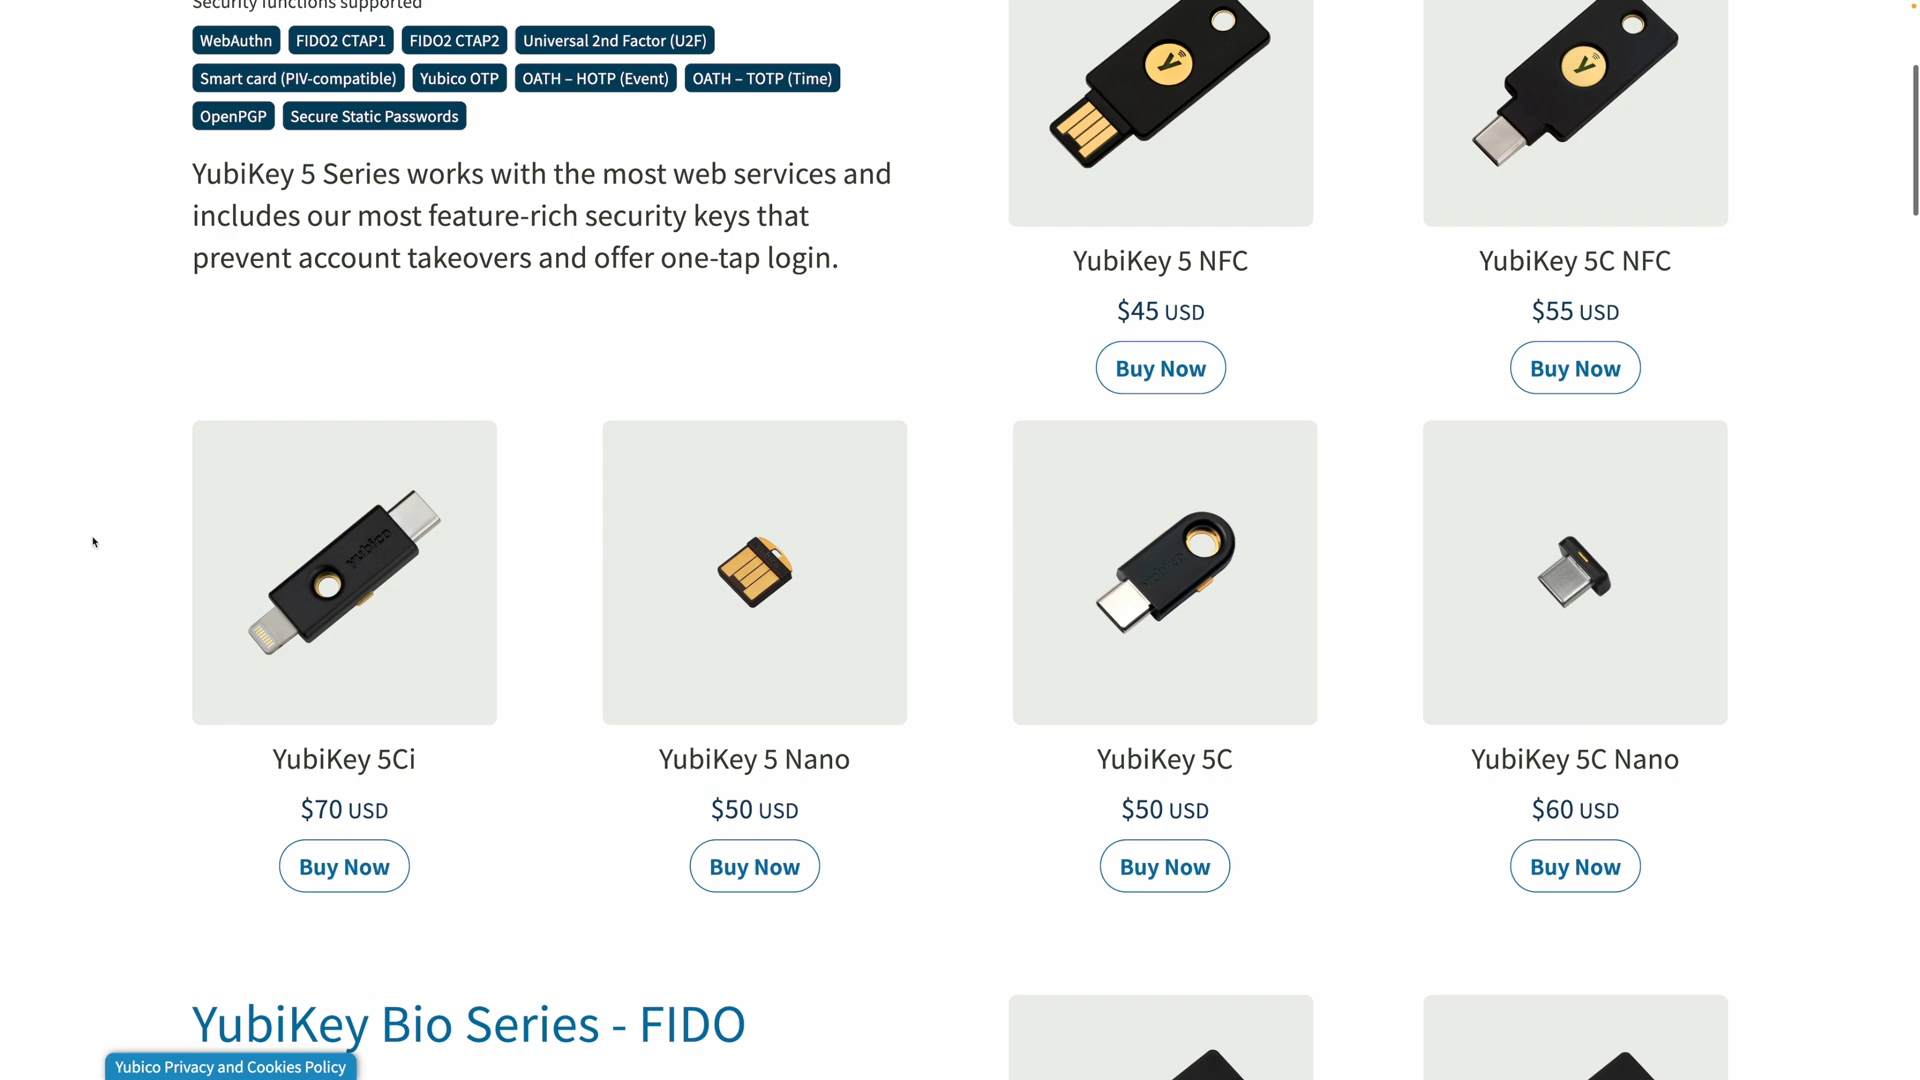 Security functions supported
WebAuthn
FIDO2 CTAP1
FIDO2 CTAP2
Universal 2nd Factor (U2F)
Smart card (PIV-compatible)
Yubico OTP
OATH – HOTP (Event)
OATH – TOTP (Time)
OpenPGP
Secure Static Passwords
YubiKey 5 Series works with the most web services and
includes our most feature-rich security keys that
prevent account takeovers and offer one-tap login.
YubiKey 5 NFC
$45 USD
Buy Now
YubiKey 5C NFC
$55 USD
Buy Now
yubico
YubiKey 5Ci
$70 USD
Buy Now
YubiKey 5 Nano
$50 USD
Buy Now
yubico
YubiKey 5C
$50 USD
Buy Now
YubiKey 5C Nano
$60 USD
Buy Now
YubiKey Bio Series - FIDO
Yubico Privacy and Cookies Policy